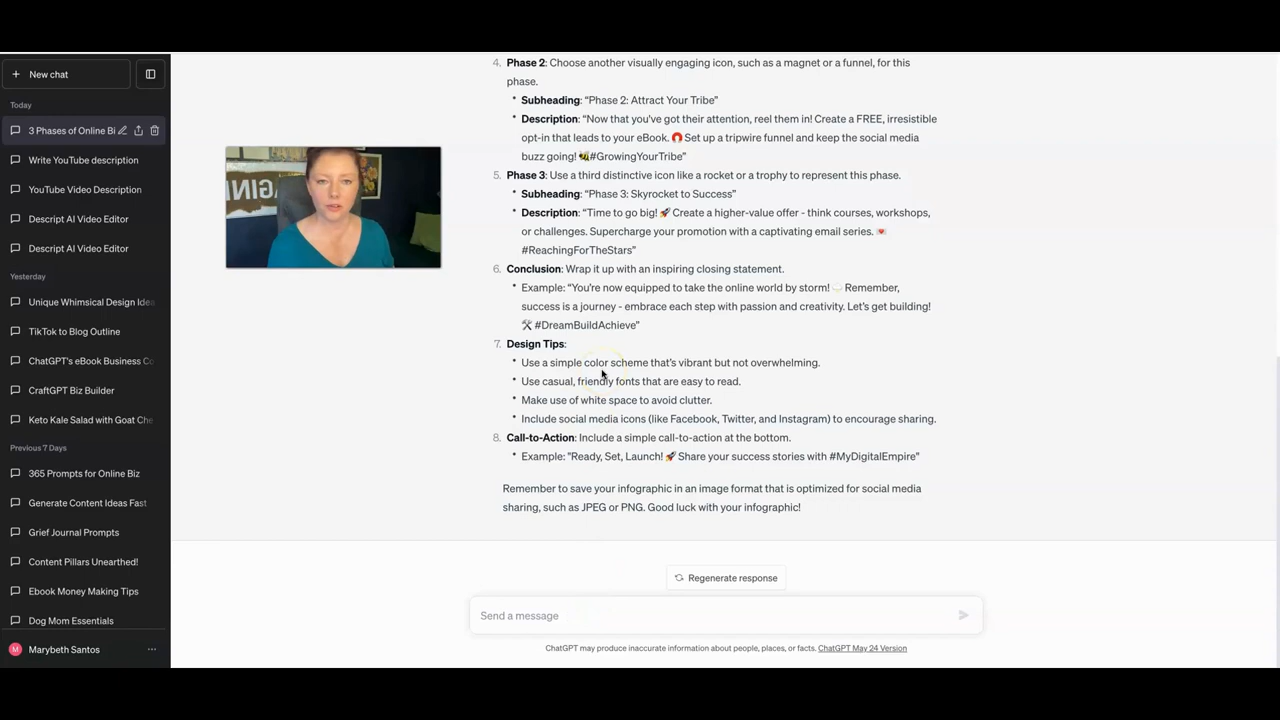 New chat
Today
3 Phases of Online Bi
Write YouTube description
YouTube Video Description
Descript AI Video Editor
Descript AI Video Editor
Yesterday
Unique Whimsical Design Idea
TikTok to Blog Outline
ChatGPT's eBook Business Co
CraftGPT Biz Builder
Keto Kale Salad with Goat Che
Previous 7 Days
365 Prompts for Online Biz
Generate Content Ideas Fast
Grief Journal Prompts
Content Pillars Unearthed!
Ebook Money Making Tips
Dog Mom Essentials
M Marybeth Santos ...
AGIN
4. Phase 2: Choose another visually engaging icon, such as a magnet or a funnel, for this
phase.
• Subheading: “Phase 2: Attract Your Tribe”
• Description: “Now that you've got their attention, reel them in! Create a FREE, irresistible
opt-in that leads to your eBook. 🧲 Set up a tripwire funnel and keep the social media
buzz going! 🐝#GrowingYourTribe”
5. Phase 3: Use a third distinctive icon like a rocket or a trophy to represent this phase.
• Subheading: “Phase 3: Skyrocket to Success”
• Description: “Time to go big! 🚀 Create a higher-value offer - think courses, workshops,
or challenges. Supercharge your promotion with a captivating email series. 💌
#ReachingForTheStars”
6. Conclusion: Wrap it up with an inspiring closing statement.
• Example: “You're now equipped to take the online world by storm! Remember,
success is a journey - embrace each step with passion and creativity. Let's get building!
🛠 #DreamBuildAchieve”
7. Design Tips:
• Use a simple color scheme that's vibrant but not overwhelming.
• Use casual, friendly fonts that are easy to read.
• Make use of white space to avoid clutter.
• Include social media icons (like Facebook, Twitter, and Instagram) to encourage sharing.
8. Call-to-Action: Include a simple call-to-action at the bottom.
• Example: "Ready, Set, Launch! 🚀 Share your success stories with #MyDigitalEmpire"
Remember to save your infographic in an image format that is optimized for social media
sharing, such as JPEG or PNG. Good luck with your infographic!
Regenerate response
Send a message
ChatGPT may produce inaccurate information about people, places, or facts. ChatGPT May 24 Version